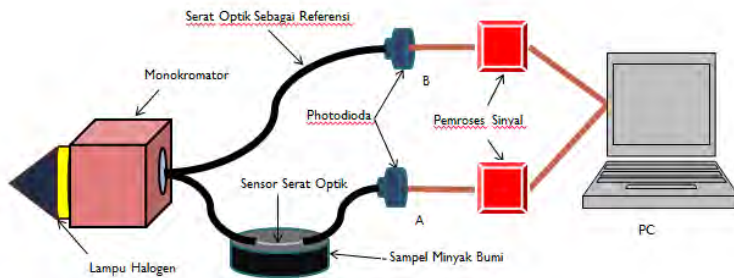 Serat Optik Sebagai Referensi
Monokromator
B
Photodioda
Pemroses Sinyal
Sensor Serat Optik
A
PC
Lampu Halogen
Sampel Minyak Bumi